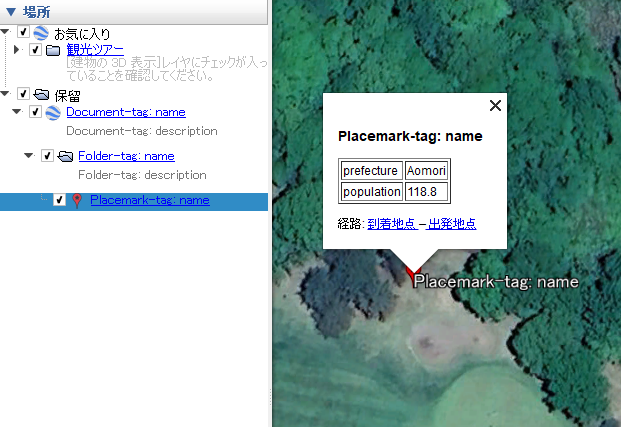 場所
お気に入り
観光ツアー
[建物の 3D 表示]レイヤにチェックが入っ
ていることを確認してください。
保留
Document-tag: name
Document-tag: description
Folder-tag: name
Folder-tag: description
Placemark-tag: name
Placemark-tag: name
prefecture Aomori
population 118.8
経路: 到着地点 – 出発地点
Placemark-tag: name